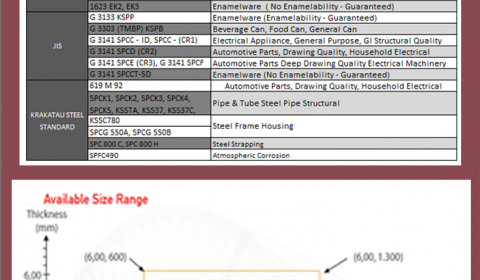 1623 EK2, EK3 Enamelware ( No Enamelability - Guaranteed)
JIS
G 3133 KSPP Enamelware (Enamelability - Guaranteed)
G 3303 (TMBP) KSPB Beverage Can, Food Can, General Can
G 3141 SPCC - ID, SPCC - (CR1) Electrical Appliance, General Purpose, GI Structural Quality
G 3141 SPCD (CR2) Automotive Parts, Drawing Quality, Household Electrical
G 3141 SPCE (CR3), G 3141 SPCF Automotive Parts Deep Drawing Quality Electrical Machinery
G 3141 SPCCT-SD Enamelware (No Enamelability - Guaranteed)
KRAKATAU STEEL
STANDARD
619 M 92 Automotive Parts, Drawing Quality, Household Electrical
SPCK1, SPCK2, SPCK3, SPCK4,
SPCK5, KSSTA, KSS37, KSS37C, Pipe & Tube Steel Pipe Structural
KSSC780
SPCG 550A, SPCG 550B Steel Frame Housing
SPC 800 C, SPC 800 H Steel Strapping
SPFC490 Atmospheric Corrosion
Available Size Range
Thickness
(mm)
(6,00, 600) (6,00, 1.300)
6,00